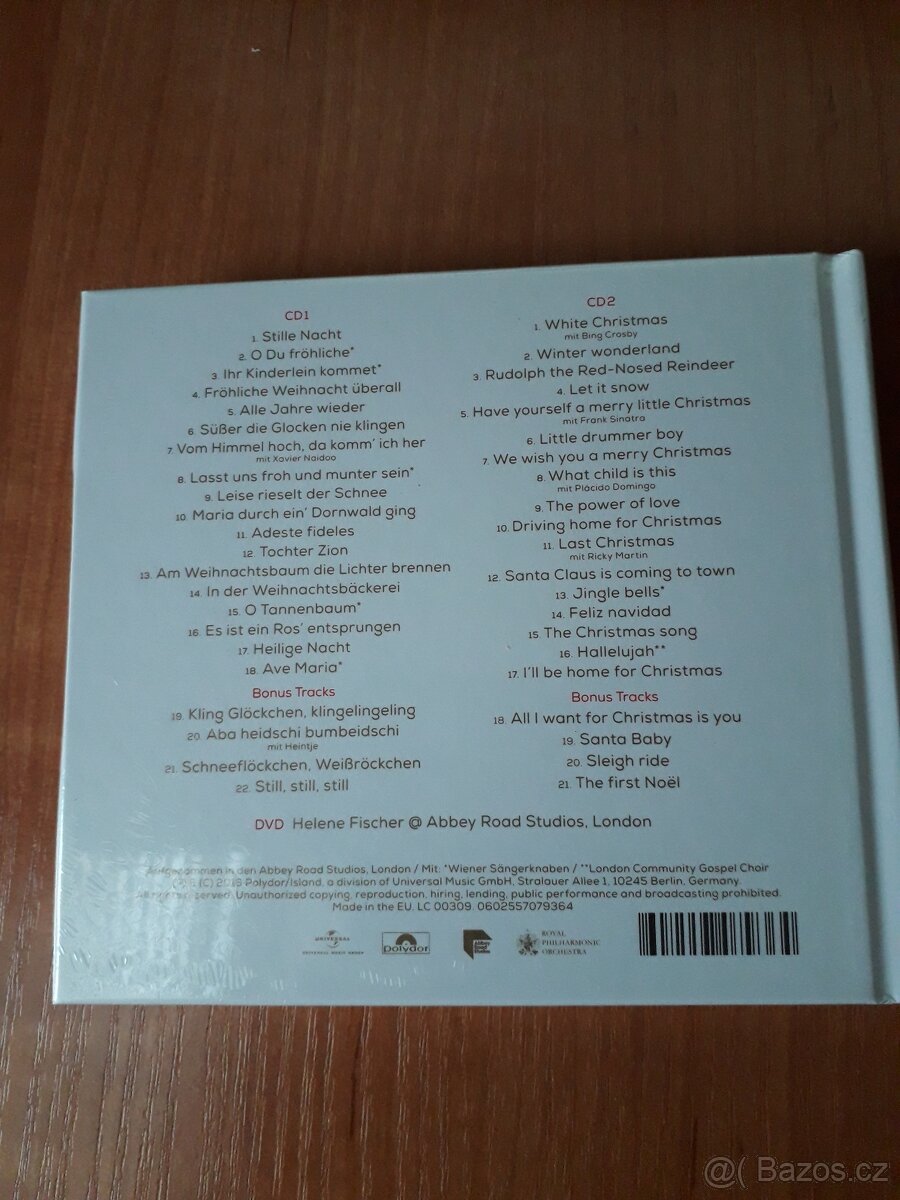 CD1
1. Stille Nacht
2. O Du fröhliche*
3. Ihr Kinderlein kommet*
4. Fröhliche Weihnacht überall
5. Alle Jahre wieder
6. Süßer die Glocken nie klingen
7. Vom Himmel hoch, da komm' ich her
mit Xavier Naidoo
8. Lasst uns froh und munter sein*
9. Leise rieselt der Schnee
10. Maria durch ein' Dornwald ging
11. Adeste fideles
12. Tochter Zion
13. Am Weihnachtsbaum die Lichter brennen
14. In der Weihnachtsbäckerei
15. O Tannenbaum*
16. Es ist ein Ros' entsprungen
17. Heilige Nacht
18. Ave Maria*
Bonus Tracks
19. Kling Glöckchen, klingelingeling
20. Aba heidschi bumbeidschi
mit Heintje
21. Schneeflöckchen, Weißröckchen
22. Still, still, still
CD2
1. White Christmas
mit Bing Crosby
2. Winter wonderland
3. Rudolph the Red-Nosed Reindeer
4. Let it snow
5. Have yourself a merry little Christmas
mit Frank Sinatra
6. Little drummer boy
7. We wish you a merry Christmas
8. What child is this
mit Plácido Domingo
9. The power of love
10. Driving home for Christmas
11. Last Christmas
mit Ricky Martin
12. Santa Claus is coming to town
13. Jingle bells*
14. Feliz navidad
15. The Christmas song
16. Hallelujah**
17. I'll be home for Christmas
Bonus Tracks
18. All I want for Christmas is you
19. Santa Baby
20. Sleigh ride
21. The first Noël
DVD Helene Fischer @ Abbey Road Studios, London
Aufgenommen in den Abbey Road Studios, London / Mit: *Wiener Sängerknaben / **London Community Gospel Choir
(P) & (C) Polydor/Island, a division of Universal Music GmbH, Stralauer Allee 1, 10245 Berlin, Germany.
All rights reserved. Unauthorized copying, reproduction, hiring, lending, public performance and broadcasting prohibited.
Made in the EU. LC 00309. 0602557079364
UNIVERSAL
UNIVERSAL MUSIC GROUP
Polydor
Abbey
Road
Studios
ROYAL
PHILHARMONIC
ORCHESTRA
@( Bazos.cz